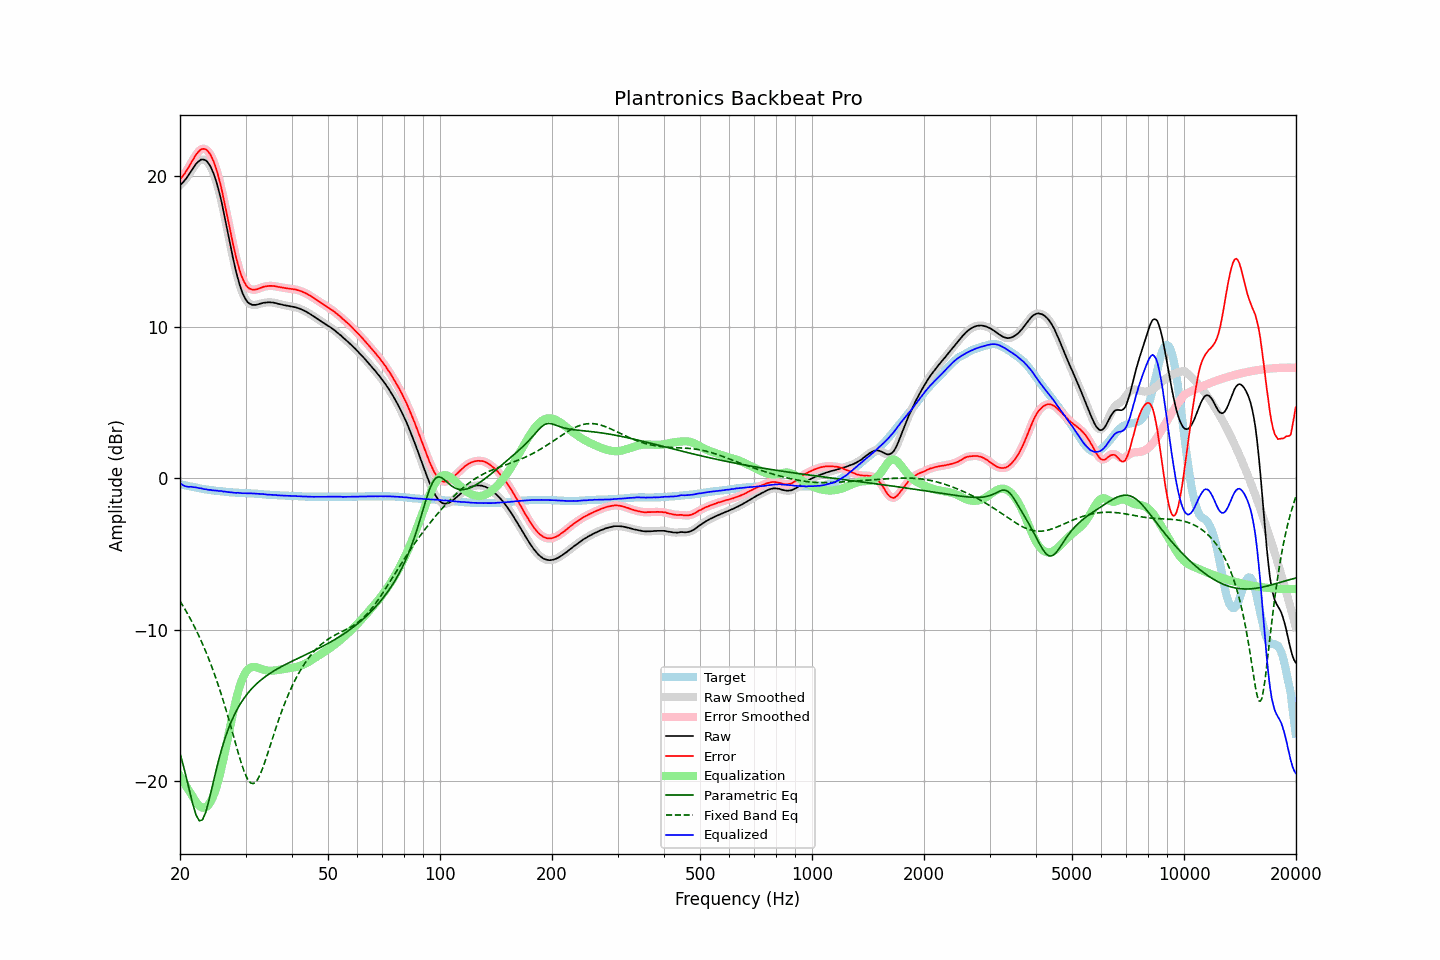 Plantronics Backbeat Pro
Amplitude (dBr)
20
10
0
−10
−20
20
50
100
200
500
1000
2000
5000
10000
20000
Frequency (Hz)
Target
Raw Smoothed
Error Smoothed
Raw
Error
Equalization
Parametric Eq
Fixed Band Eq
Equalized